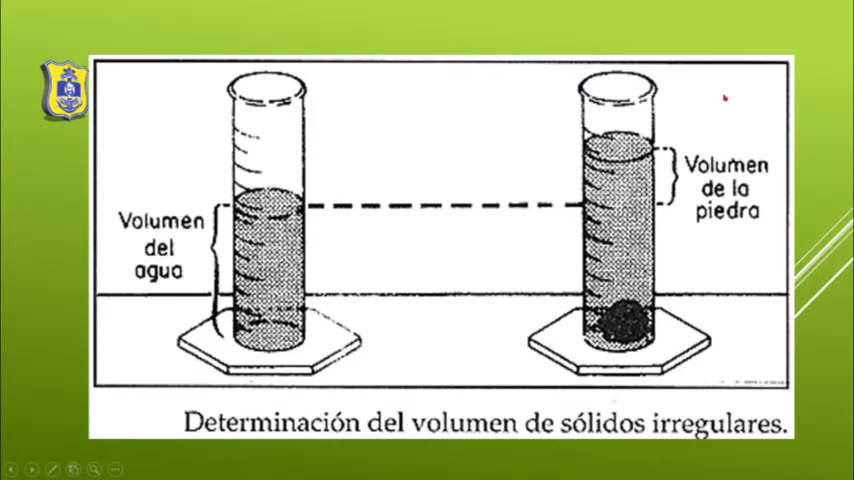 Volumen
del
agua
Volumen
de la
piedra
Determinación del volumen de sólidos irregulares.